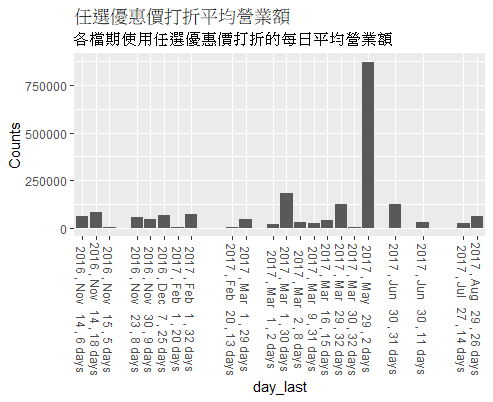 任選優惠價打折平均營業額
各檔期使用任選優惠價打折的每日平均營業額
Counts
750000
500000
250000
0
2016 , Nov 14 , 6 days
2016 , Nov 14 , 18 days
2016 , Nov 15 , 5 days
2016 , Nov 23 , 8 days
2016 , Nov 30 , 9 days
2016 , Dec 7 , 25 days
2017 , Feb 1 , 20 days
2017 , Feb 1 , 32 days
2017 , Feb 20 , 13 days
2017 , Mar 1 , 29 days
2017 , Mar 1 , 2 days
2017 , Mar 1 , 30 days
2017 , Mar 2 , 8 days
2017 , Mar 9 , 31 days
2017 , Mar 16 , 15 days
2017 , Mar 29 , 32 days
2017 , Mar 30 , 32 days
2017 , May 29 , 2 days
2017 , Jun 30 , 31 days
2017 , Jun 30 , 11 days
2017 , Jul 27 , 14 days
2017 , Aug 29 , 26 days
day_last